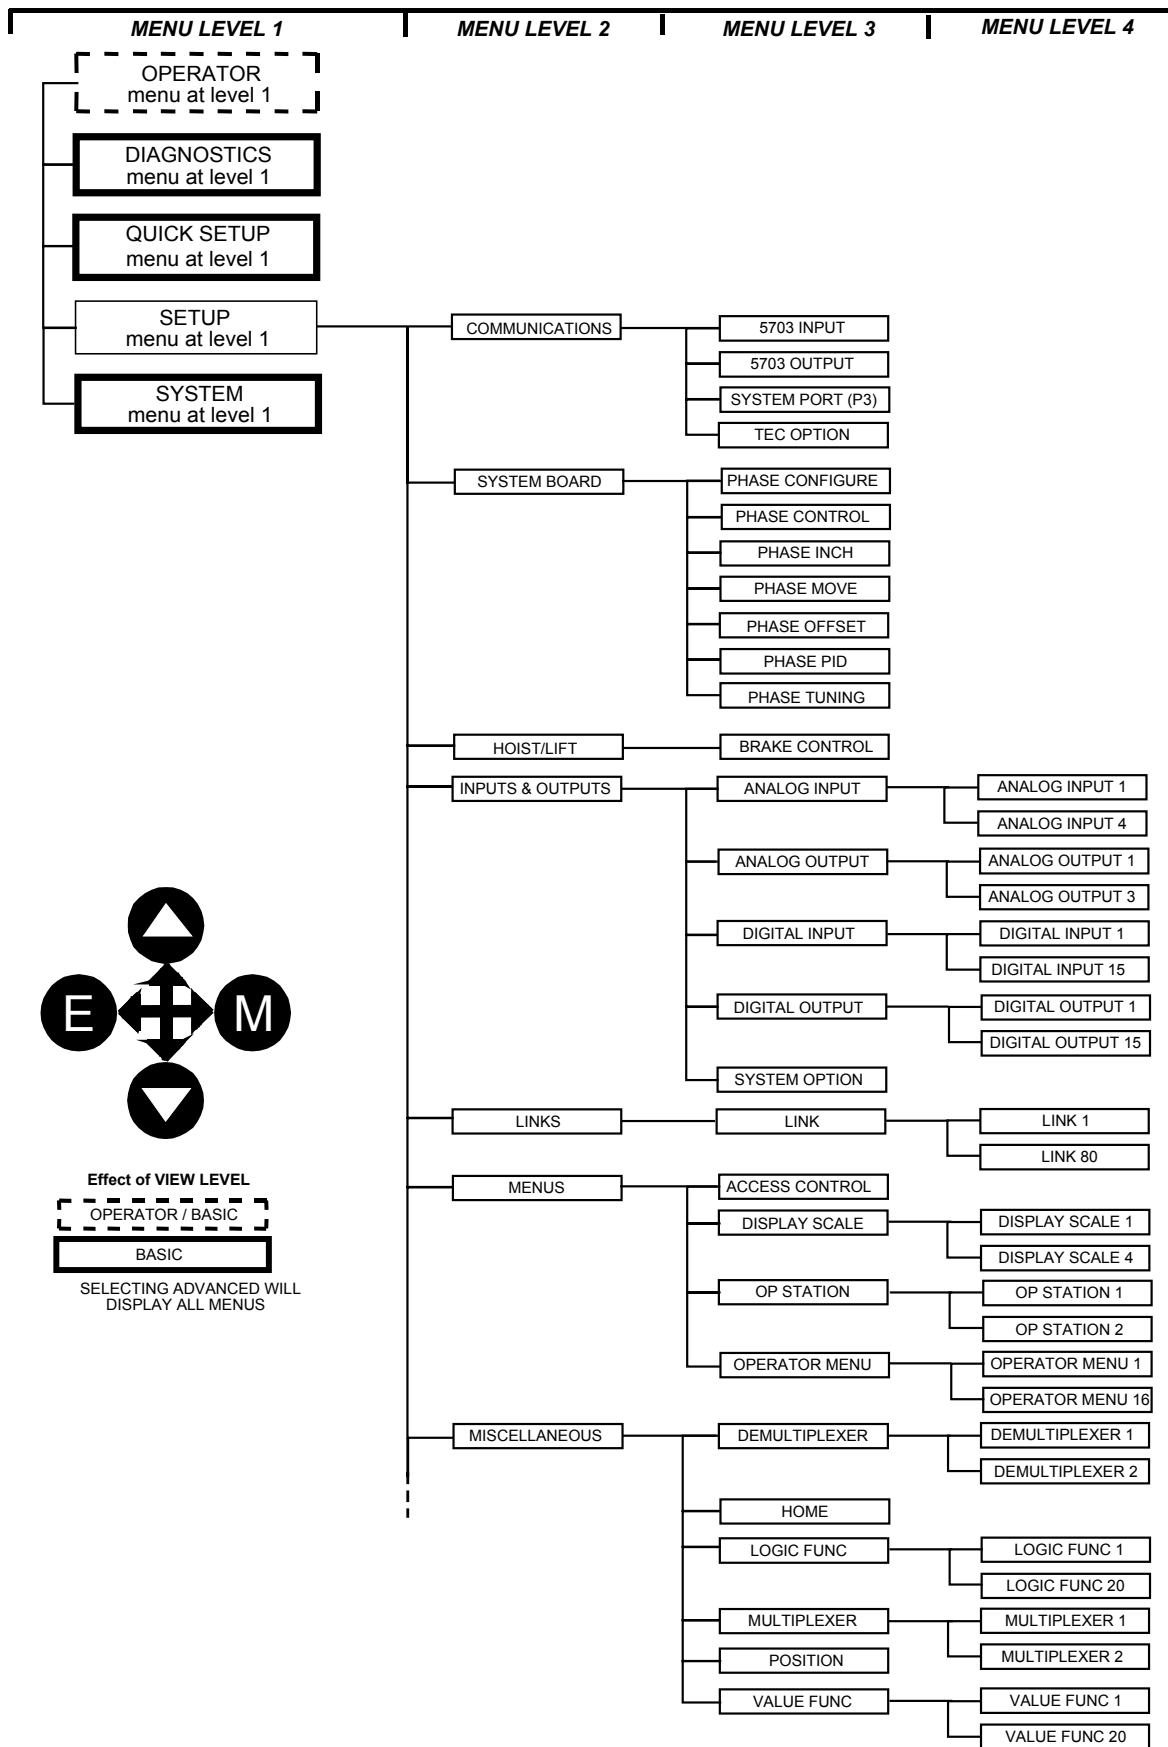 MENU LEVEL 1
MENU LEVEL 2
MENU LEVEL 3
MENU LEVEL 4
OPERATOR
menu at level 1
DIAGNOSTICS
menu at level 1
QUICK SETUP
menu at level 1
SETUP
menu at level 1
SYSTEM
menu at level 1
COMMUNICATIONS
5703 INPUT
5703 OUTPUT
SYSTEM PORT (P3)
TEC OPTION
SYSTEM BOARD
PHASE CONFIGURE
PHASE CONTROL
PHASE INCH
PHASE MOVE
PHASE OFFSET
PHASE PID
PHASE TUNING
HOIST/LIFT
BRAKE CONTROL
INPUTS & OUTPUTS
ANALOG INPUT
ANALOG INPUT 1
ANALOG INPUT 4
ANALOG OUTPUT
ANALOG OUTPUT 1
ANALOG OUTPUT 3
DIGITAL INPUT
DIGITAL INPUT 1
DIGITAL INPUT 15
DIGITAL OUTPUT
DIGITAL OUTPUT 1
DIGITAL OUTPUT 15
SYSTEM OPTION
LINKS
LINK
LINK 1
LINK 80
MENUS
ACCESS CONTROL
DISPLAY SCALE
DISPLAY SCALE 1
DISPLAY SCALE 4
OP STATION
OP STATION 1
OP STATION 2
OPERATOR MENU
OPERATOR MENU 1
OPERATOR MENU 16
MISCELLANEOUS
DEMULTIPLEXER
DEMULTIPLEXER 1
DEMULTIPLEXER 2
HOME
LOGIC FUNC
LOGIC FUNC 1
LOGIC FUNC 20
MULTIPLEXER
MULTIPLEXER 1
MULTIPLEXER 2
POSITION
VALUE FUNC
VALUE FUNC 1
VALUE FUNC 20
E
M
Effect of VIEW LEVEL
OPERATOR / BASIC
BASIC
SELECTING ADVANCED WILL
DISPLAY ALL MENUS